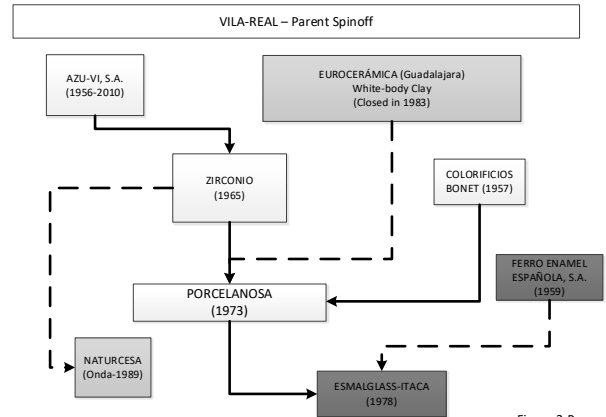 VILA-REAL – Parent Spinoff
AZU-VI, S.A.
(1956-2010)
EUROCERÁMICA (Guadalajara)
White-body Clay
(Closed in 1983)
ZIRCONIO
(1965)
COLORIFICIOS
BONET (1957)
FERRO ENAMEL
ESPAÑOLA, S.A.
(1959)
PORCELANOSA
(1973)
NATURCESA
(Onda-1989)
ESMALGLASS-ITACA
(1978)